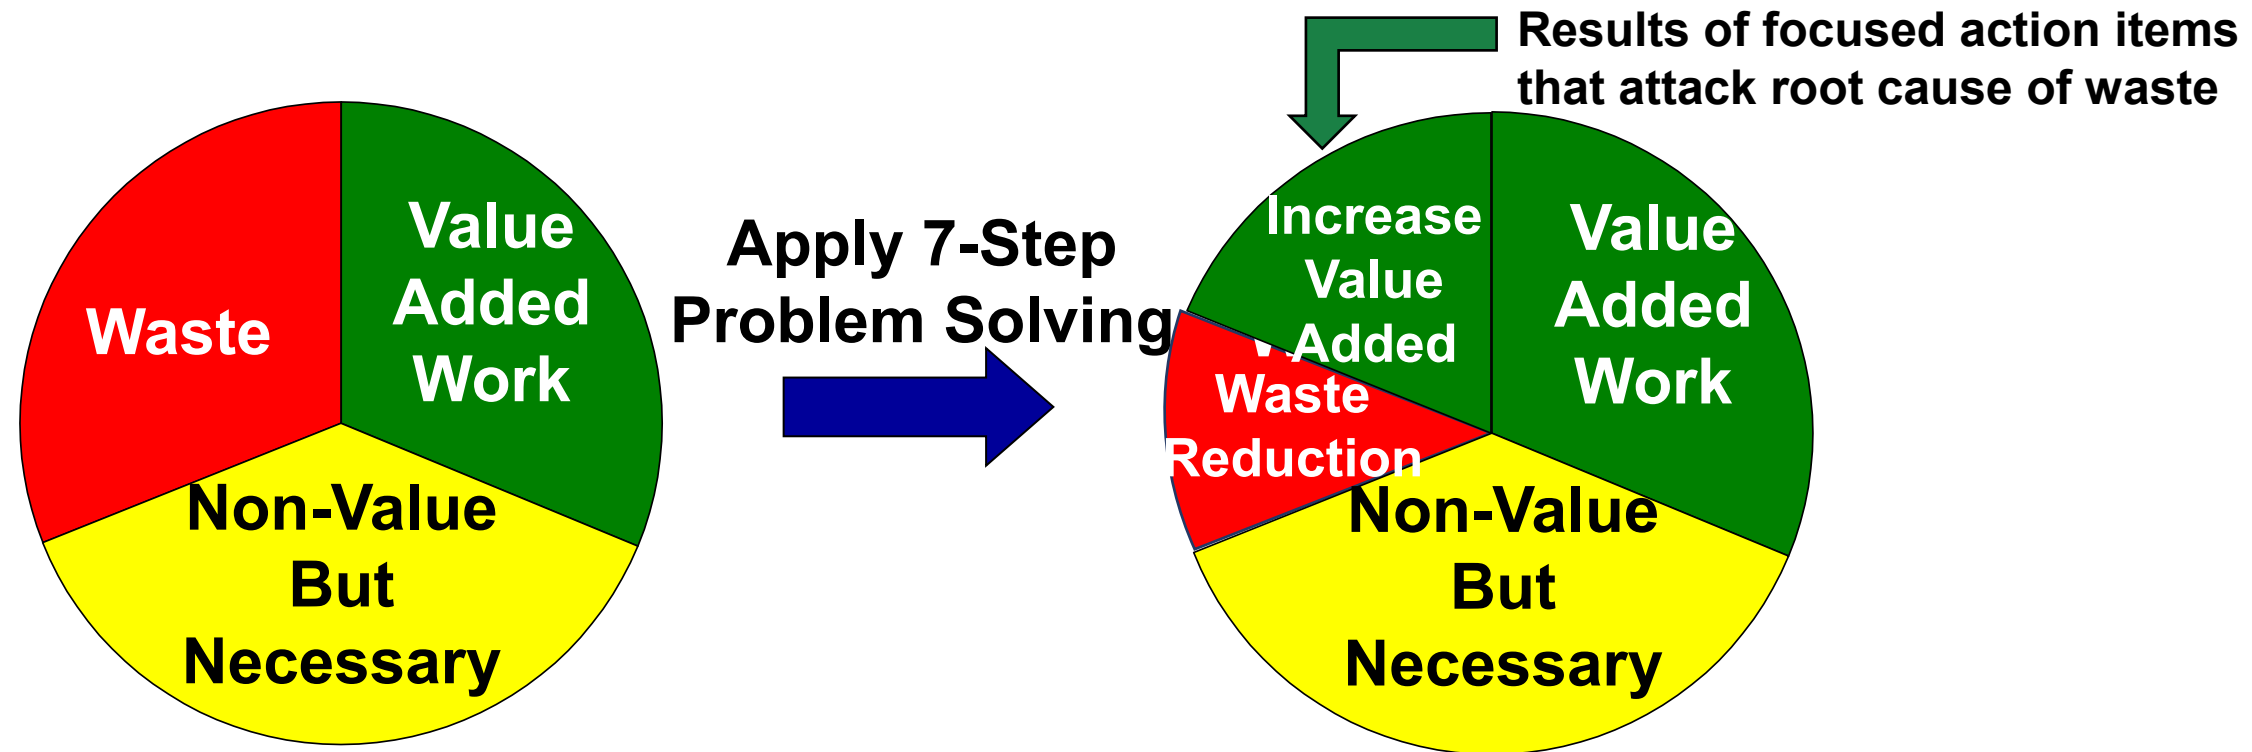 Results of focused action items
that attack root cause of waste
Waste
Value
Added
Work
Non-Value
But
Necessary
Apply 7-Step
Problem Solving
Increase
Value
Added
Waste
Reduction
Value
Added
Work
Non-Value
But
Necessary